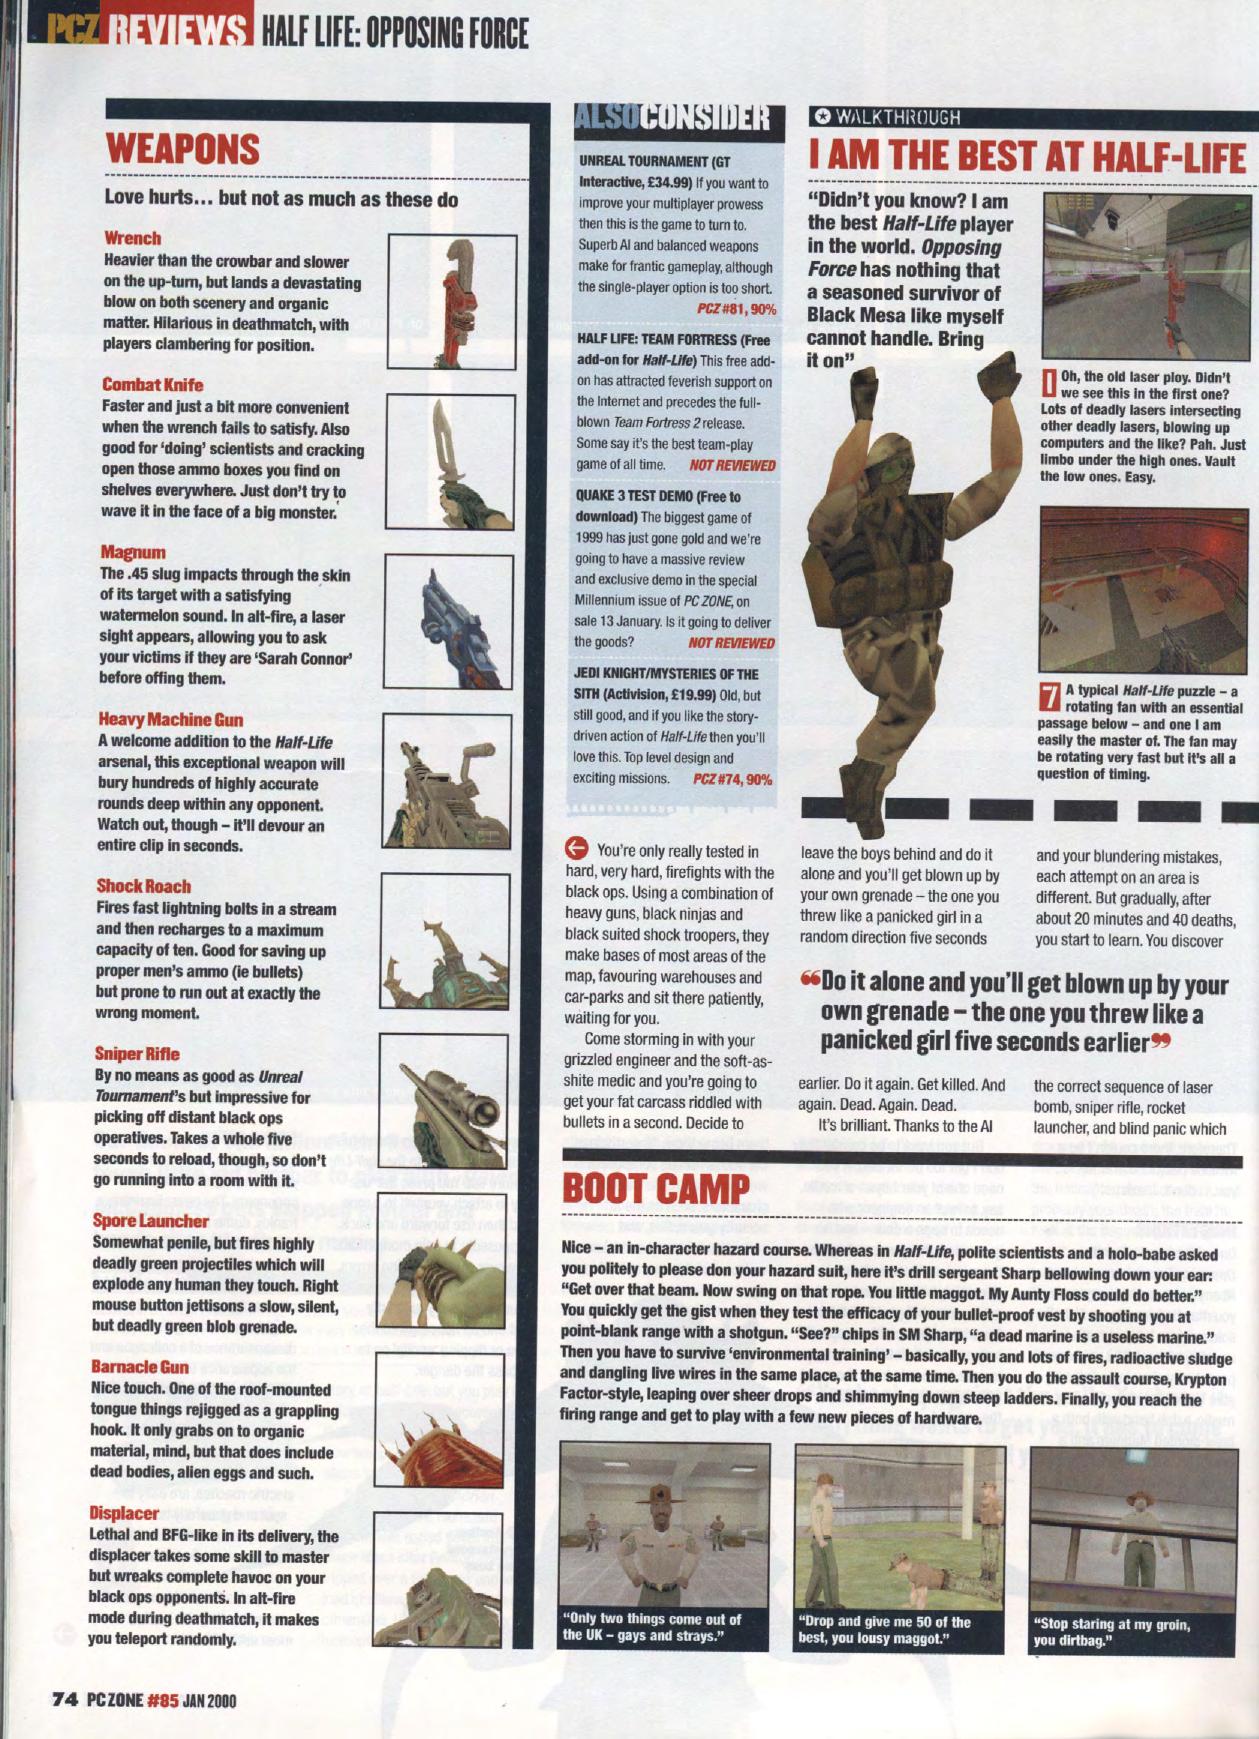 PCZ REVIEWS HALF LIFE: OPPOSING FORCE
WEAPONS
Love hurts... but not as much as these do
Wrench
Heavier than the crowbar and slower
on the up-turn, but lands a devastating
blow on both scenery and organic
matter. Hilarious in deathmatch, with
players clambering for position.
Combat Knife
Faster and just a bit more convenient
when the wrench fails to satisfy. Also
good for ‘doing’ scientists and cracking
open those ammo boxes you find on
shelves everywhere. Just don’t try to
wave it in the face of a big monster.
Magnum
The .45 slug impacts through the skin
of its target with a satisfying
watermelon sound. In alt-fire, a laser
sight appears, allowing you to ask
your victims if they are ‘Sarah Connor’
before offing them.
Heavy Machine Gun
A welcome addition to the Half-Life
arsenal, this exceptional weapon will
bury hundreds of highly accurate
rounds deep within any opponent.
Watch out, though – it’ll devour an
entire clip in seconds.
Shock Roach
Fires fast lightning bolts in a stream
and then recharges to a maximum
capacity of ten. Good for saving up
proper men’s ammo (ie bullets)
but prone to run out at exactly the
wrong moment.
Sniper Rifle
By no means as good as Unreal
Tournament’s but impressive for
picking off distant black ops
operatives. Takes a whole five
seconds to reload, though, so don’t
go running into a room with it.
Spore Launcher
Somewhat penile, but fires highly
deadly green projectiles which will
explode any human they touch. Right
mouse button jettisons a slow, silent,
but deadly green blob grenade.
Barnacle Gun
Nice touch. One of the roof-mounted
tongue things rejigged as a grappling
hook. It only grabs on to organic
material, mind, but that does include
dead bodies, alien eggs and such.
Displacer
Lethal and BFG-like in its delivery, the
displacer takes some skill to master
but wreaks complete havoc on your
black ops opponents. In alt-fire
mode during deathmatch, it makes
you teleport randomly.
ALSO CONSIDER
UNREAL TOURNAMENT (GT
Interactive, £34.99) If you want to
improve your multiplayer prowess
then this is the game to turn to.
Superb AI and balanced weapons
make for frantic gameplay, although
the single-player option is too short.
PCZ #81, 90%
HALF LIFE: TEAM FORTRESS (Free
add-on for Half-Life) This free add-
on has attracted feverish support on
the Internet and precedes the full-
blown Team Fortress 2 release.
Some say it’s the best team-play
game of all time. NOT REVIEWED
QUAKE 3 TEST DEMO (Free to
download) The biggest game of
1999 has just gone gold and we’re
going to have a massive review
and exclusive demo in the special
Millennium issue of PC ZONE, on
sale 13 January. Is it going to deliver
the goods? NOT REVIEWED
JEDI KNIGHT/MYSTERIES OF THE
SITH (Activision, £19.99) Old, but
still good, and if you like the story-
driven action of Half-Life then you’ll
love this. Top level design and
exciting missions. PCZ #74, 90%
WALKTHROUGH
I AM THE BEST AT HALF-LIFE
“Didn’t you know? I am
the best Half-Life player
in the world. Opposing
Force has nothing that
a seasoned survivor of
Black Mesa like myself
cannot handle. Bring
it on”
0 Oh, the old laser ploy. Didn’t
we see this in the first one?
Lots of deadly lasers intersecting
other deadly lasers, blowing up
computers and the like? Pah. Just
limbo under the high ones. Vault
the low ones. Easy.
7 A typical Half-Life puzzle – a
rotating fan with an essential
passage below – and one I am
easily the master of. The fan may
be rotating very fast but it’s all a
question of timing.
You’re only really tested in
hard, very hard, firefights with the
black ops. Using a combination of
heavy guns, black ninjas and
black suited shock troopers, they
make bases of most areas of the
map, favouring warehouses and
car-parks and sit there patiently,
waiting for you.
Come storming in with your
grizzled engineer and the soft-as-
shite medic and you’re going to
get your fat carcass riddled with
bullets in a second. Decide to
leave the boys behind and do it
alone and you’ll get blown up by
your own grenade – the one you
threw like a panicked girl in a
random direction five seconds
earlier. Do it again. Get killed. And
again. Dead. Again. Dead.
It’s brilliant. Thanks to the AI
and your blundering mistakes,
each attempt on an area is
different. But gradually, after
about 20 minutes and 40 deaths,
you start to learn. You discover
the correct sequence of laser
bomb, sniper rifle, rocket
launcher, and blind panic which
“Do it alone and you’ll get blown up by your
own grenade – the one you threw like a
panicked girl five seconds earlier”
BOOT CAMP
Nice – an in-character hazard course. Whereas in Half-Life, polite scientists and a holo-babe asked
you politely to please don your hazard suit, here it’s drill sergeant Sharp bellowing down your ear:
“Get over that beam. Now swing on that rope. You little maggot. My Aunty Floss could do better.”
You quickly get the gist when they test the efficacy of your bullet-proof vest by shooting you at
point-blank range with a shotgun. “See?” chips in SM Sharp, “a dead marine is a useless marine.”
Then you have to survive ‘environmental training’ – basically, you and lots of fires, radioactive sludge
and dangling live wires in the same place, at the same time. Then you do the assault course, Krypton
Factor-style, leaping over sheer drops and shimmying down steep ladders. Finally, you reach the
firing range and get to play with a few new pieces of hardware.
“Only two things come out of
the UK – gays and strays.”
“Drop and give me 50 of the
best, you lousy maggot.”
“Stop staring at my groin,
you dirtbag.”
74 PC ZONE #85 JAN 2000